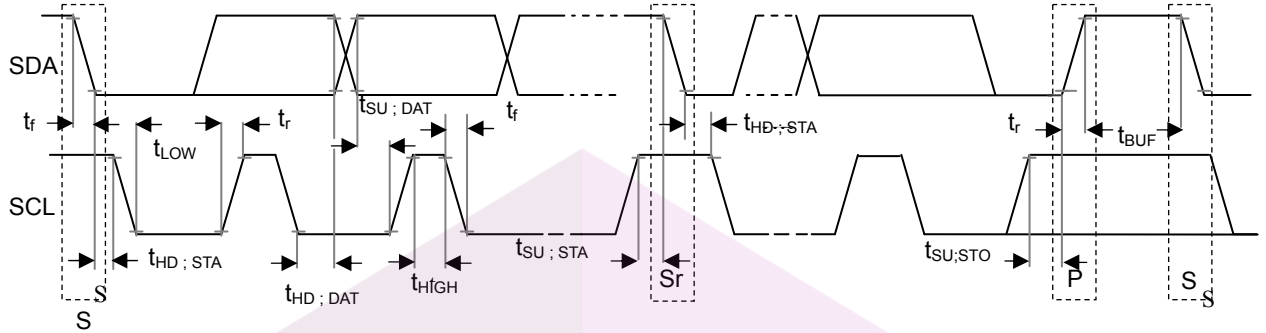 SDA
t_f
t_LOW
t_r
t_SU ; DAT
t_f
t_HD ; STA
t_r
t_BUF
SCL
t_HD ; STA
t_HD ; DAT
t_HIGH
t_SU ; STA
Sr
t_SU;STO
P
S
S
S
S